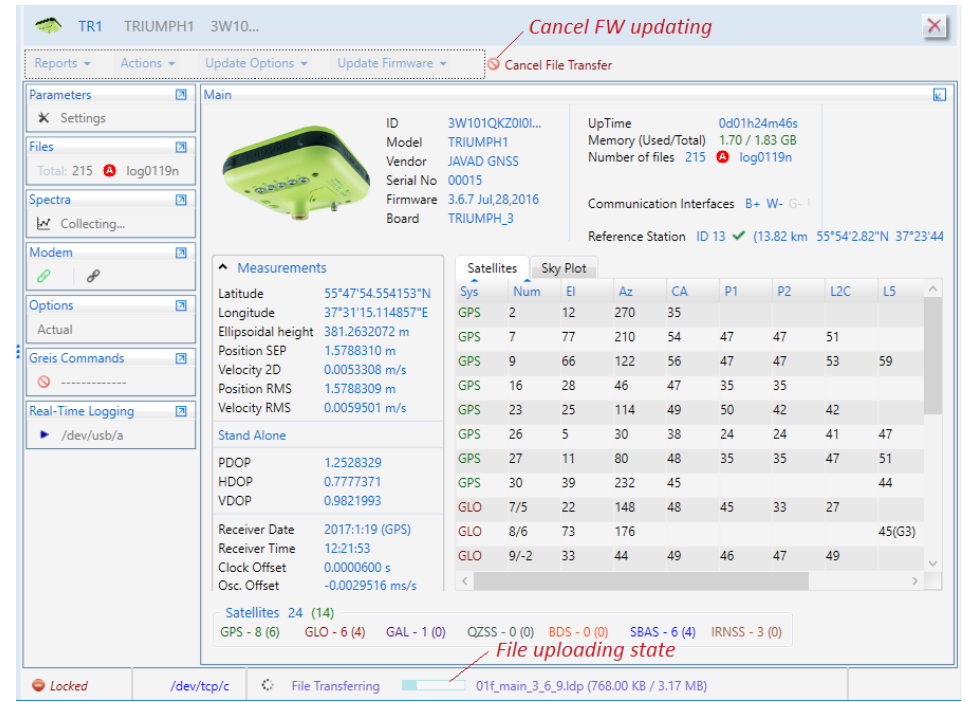 TR1 TRIUMPH1 3W10...
Cancel FW updating
Reports Actions Update Options Update Firmware Cancel File Transfer
Parameters
Settings
Files
Total: 215 A log0119n
Spectra
Collecting...
Modem
Options
Actual
Greis Commands
-------------
Real-Time Logging
/dev/usb/a
Main
ID 3W101QKZ0I0I...
Model TRIUMPH1
Vendor JAVAD GNSS
Serial No 00015
Firmware 3.6.7 Jul,28,2016
Board TRIUMPH_3
UpTime 0d01h24m46s
Memory (Used/Total) 1.70 / 1.83 GB
Number of files 215 A log0119n
Communication Interfaces B+ W- G-
Reference Station ID 13 (13.82 km 55°54'2.82"N 37°23'44
Measurements
Latitude 55°47'54.554153"N
Longitude 37°31'15.114857"E
Ellipsoidal height 381.2632072 m
Position SEP 1.5788310 m
Velocity 2D 0.0053308 m/s
Position RMS 1.5788309 m
Velocity RMS 0.0059501 m/s
Stand Alone
PDOP 1.2528329
HDOP 0.7777371
VDOP 0.9821993
Receiver Date 2017:1:19 (GPS)
Receiver Time 12:21:53
Clock Offset 0.0000600 s
Osc. Offset -0.0029516 ms/s
Satellites Sky Plot
Sys Num El Az CA P1 P2 L2C L5
GPS 2 12 270 35
GPS 7 77 210 54 47 47 51
GPS 9 66 122 56 47 47 53 59
GPS 16 28 46 47 35 35
GPS 23 25 114 49 50 42 42
GPS 26 5 30 38 24 24 41 47
GPS 27 11 80 48 35 35 47 51
GPS 30 39 232 45 44
GLO 7/5 22 148 48 45 33 27
GLO 8/6 73 176 45(G3)
GLO 9/-2 33 44 49 46 47 49
Satellites 24 (14)
GPS - 8 (6) GLO - 6 (4) GAL - 1 (0) QZSS - 0 (0) BDS - 0 (0) SBAS - 6 (4) IRNSS - 3 (0)
File uploading state
Locked /dev/tcp/c File Transferring 01f_main_3_6_9.ldp (768.00 KB / 3.17 MB)